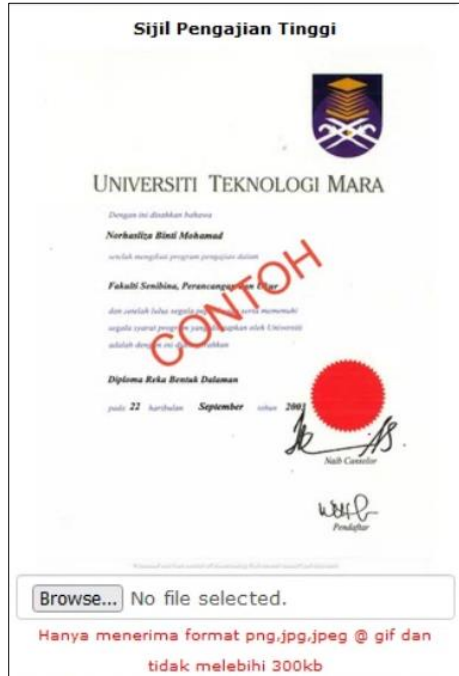 Sijil Pengajian Tinggi
UNIVERSITI TEKNOLOGI MARA
Dengan ini disahkan bahawa
Norhasliza Binti Mohamad
setelah mengikuti program pengajian dalam
Fakulti Senibina, Perancangan dan Ukur
dan setelah lulus segala serta memenuhi
segala syarat program yang ditetapkan oleh Universiti
adalah dengan ini
CONTOH
Diploma Reka Bentuk Dalaman
pada 22 haribulan September tahun 2001
Naib Canselor
Pendaftar
Browse... No file selected.
Hanya menerima format png,jpg,jpeg @ gif dan
tidak melebihi 300kb